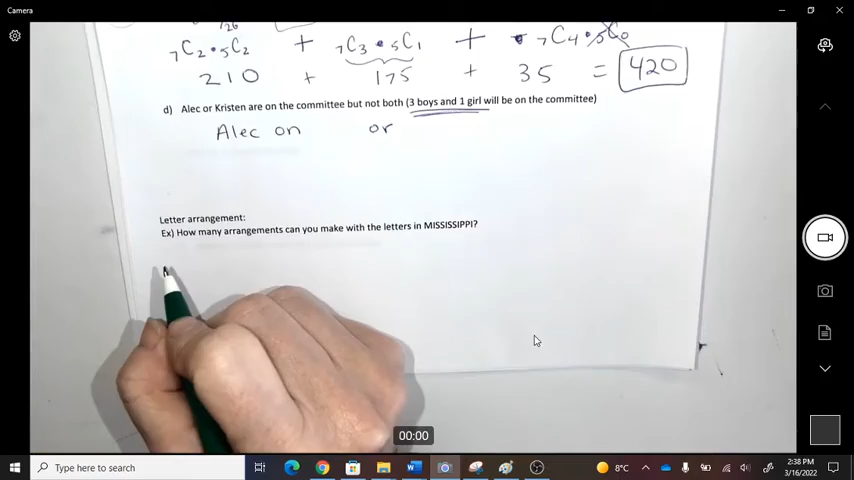 Camera
26
₇C₂ • ₅C₂ + ₇C₃ • ₅C₁ + ₇C₄ • ₅C₀
210 + 175 + 35 = 420
d) Alec or Kristen are on the committee but not both (3 boys and 1 girl will be on the committee)
Alec on or
Letter arrangement:
Ex) How many arrangements can you make with the letters in MISSISSIPPI?
00:00
Type here to search
8°C
2:38 PM
3/16/2022